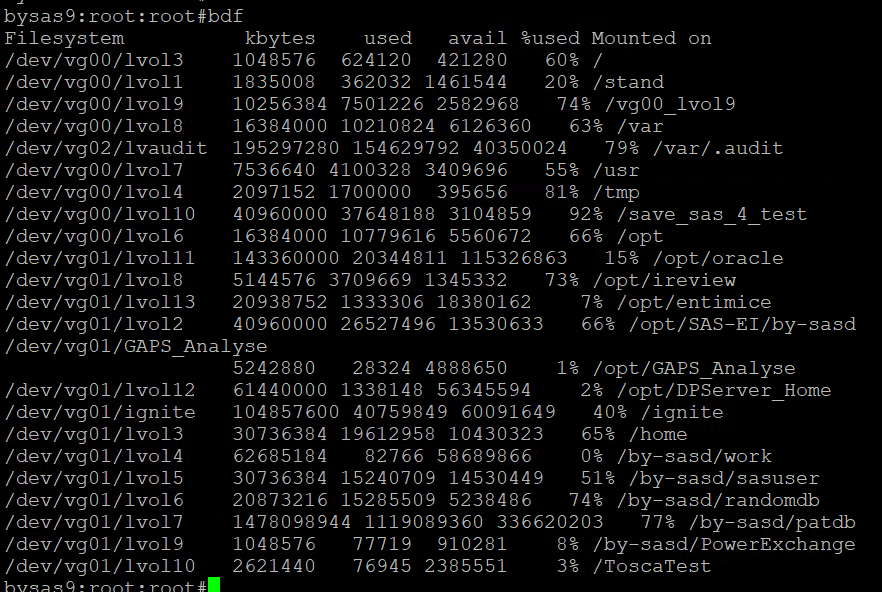 bysas9:root:root#bdf
Filesystem          kbytes    used   avail %used Mounted on
/dev/vg00/lvol3    1048576  624120  421280   60% /
/dev/vg00/lvol1    1835008  362032 1461544   20% /stand
/dev/vg00/lvol9    10256384 7501226 2582968   74% /vg00_lvol9
/dev/vg00/lvol8    16384000 10210824 6126360   63% /var
/dev/vg02/lvaudit  195297280 154629792 40350024   79% /var/.audit
/dev/vg00/lvol7    7536640 4100328 3409696   55% /usr
/dev/vg00/lvol4    2097152 1700000  395656   81% /tmp
/dev/vg00/lvol10   40960000 37648188 3104859   92% /save_sas_4_test
/dev/vg00/lvol6    16384000 10779616 5560672   66% /opt
/dev/vg01/lvol11   143360000 20344811 115326863   15% /opt/oracle
/dev/vg01/lvol8    5144576 3709669 1345332   73% /opt/ireview
/dev/vg01/lvol13   20938752 1333306 18380162    7% /opt/entimice
/dev/vg01/lvol2    40960000 26527496 13530633   66% /opt/SAS-EI/by-sasd
/dev/vg01/GAPS_Analyse
                   5242880   28324 4888650    1% /opt/GAPS_Analyse
/dev/vg01/lvol12   61440000 1338148 56345594    2% /opt/DPServer_Home
/dev/vg01/ignite   104857600 40759849 60091649   40% /ignite
/dev/vg01/lvol3    30736384 19612958 10430323   65% /home
/dev/vg01/lvol4    62685184   82766 58689866    0% /by-sasd/work
/dev/vg01/lvol5    30736384 15240709 14530449   51% /by-sasd/sasuser
/dev/vg01/lvol6    20873216 15285509 5238486   74% /by-sasd/randomdb
/dev/vg01/lvol7    1478098944 1119089360 336620203   77% /by-sasd/patdb
/dev/vg01/lvol9    1048576   77719  910281    8% /by-sasd/PowerExchange
/dev/vg01/lvol10   2621440   76945 2385551    3% /ToscaTest
bysas9:root:root#